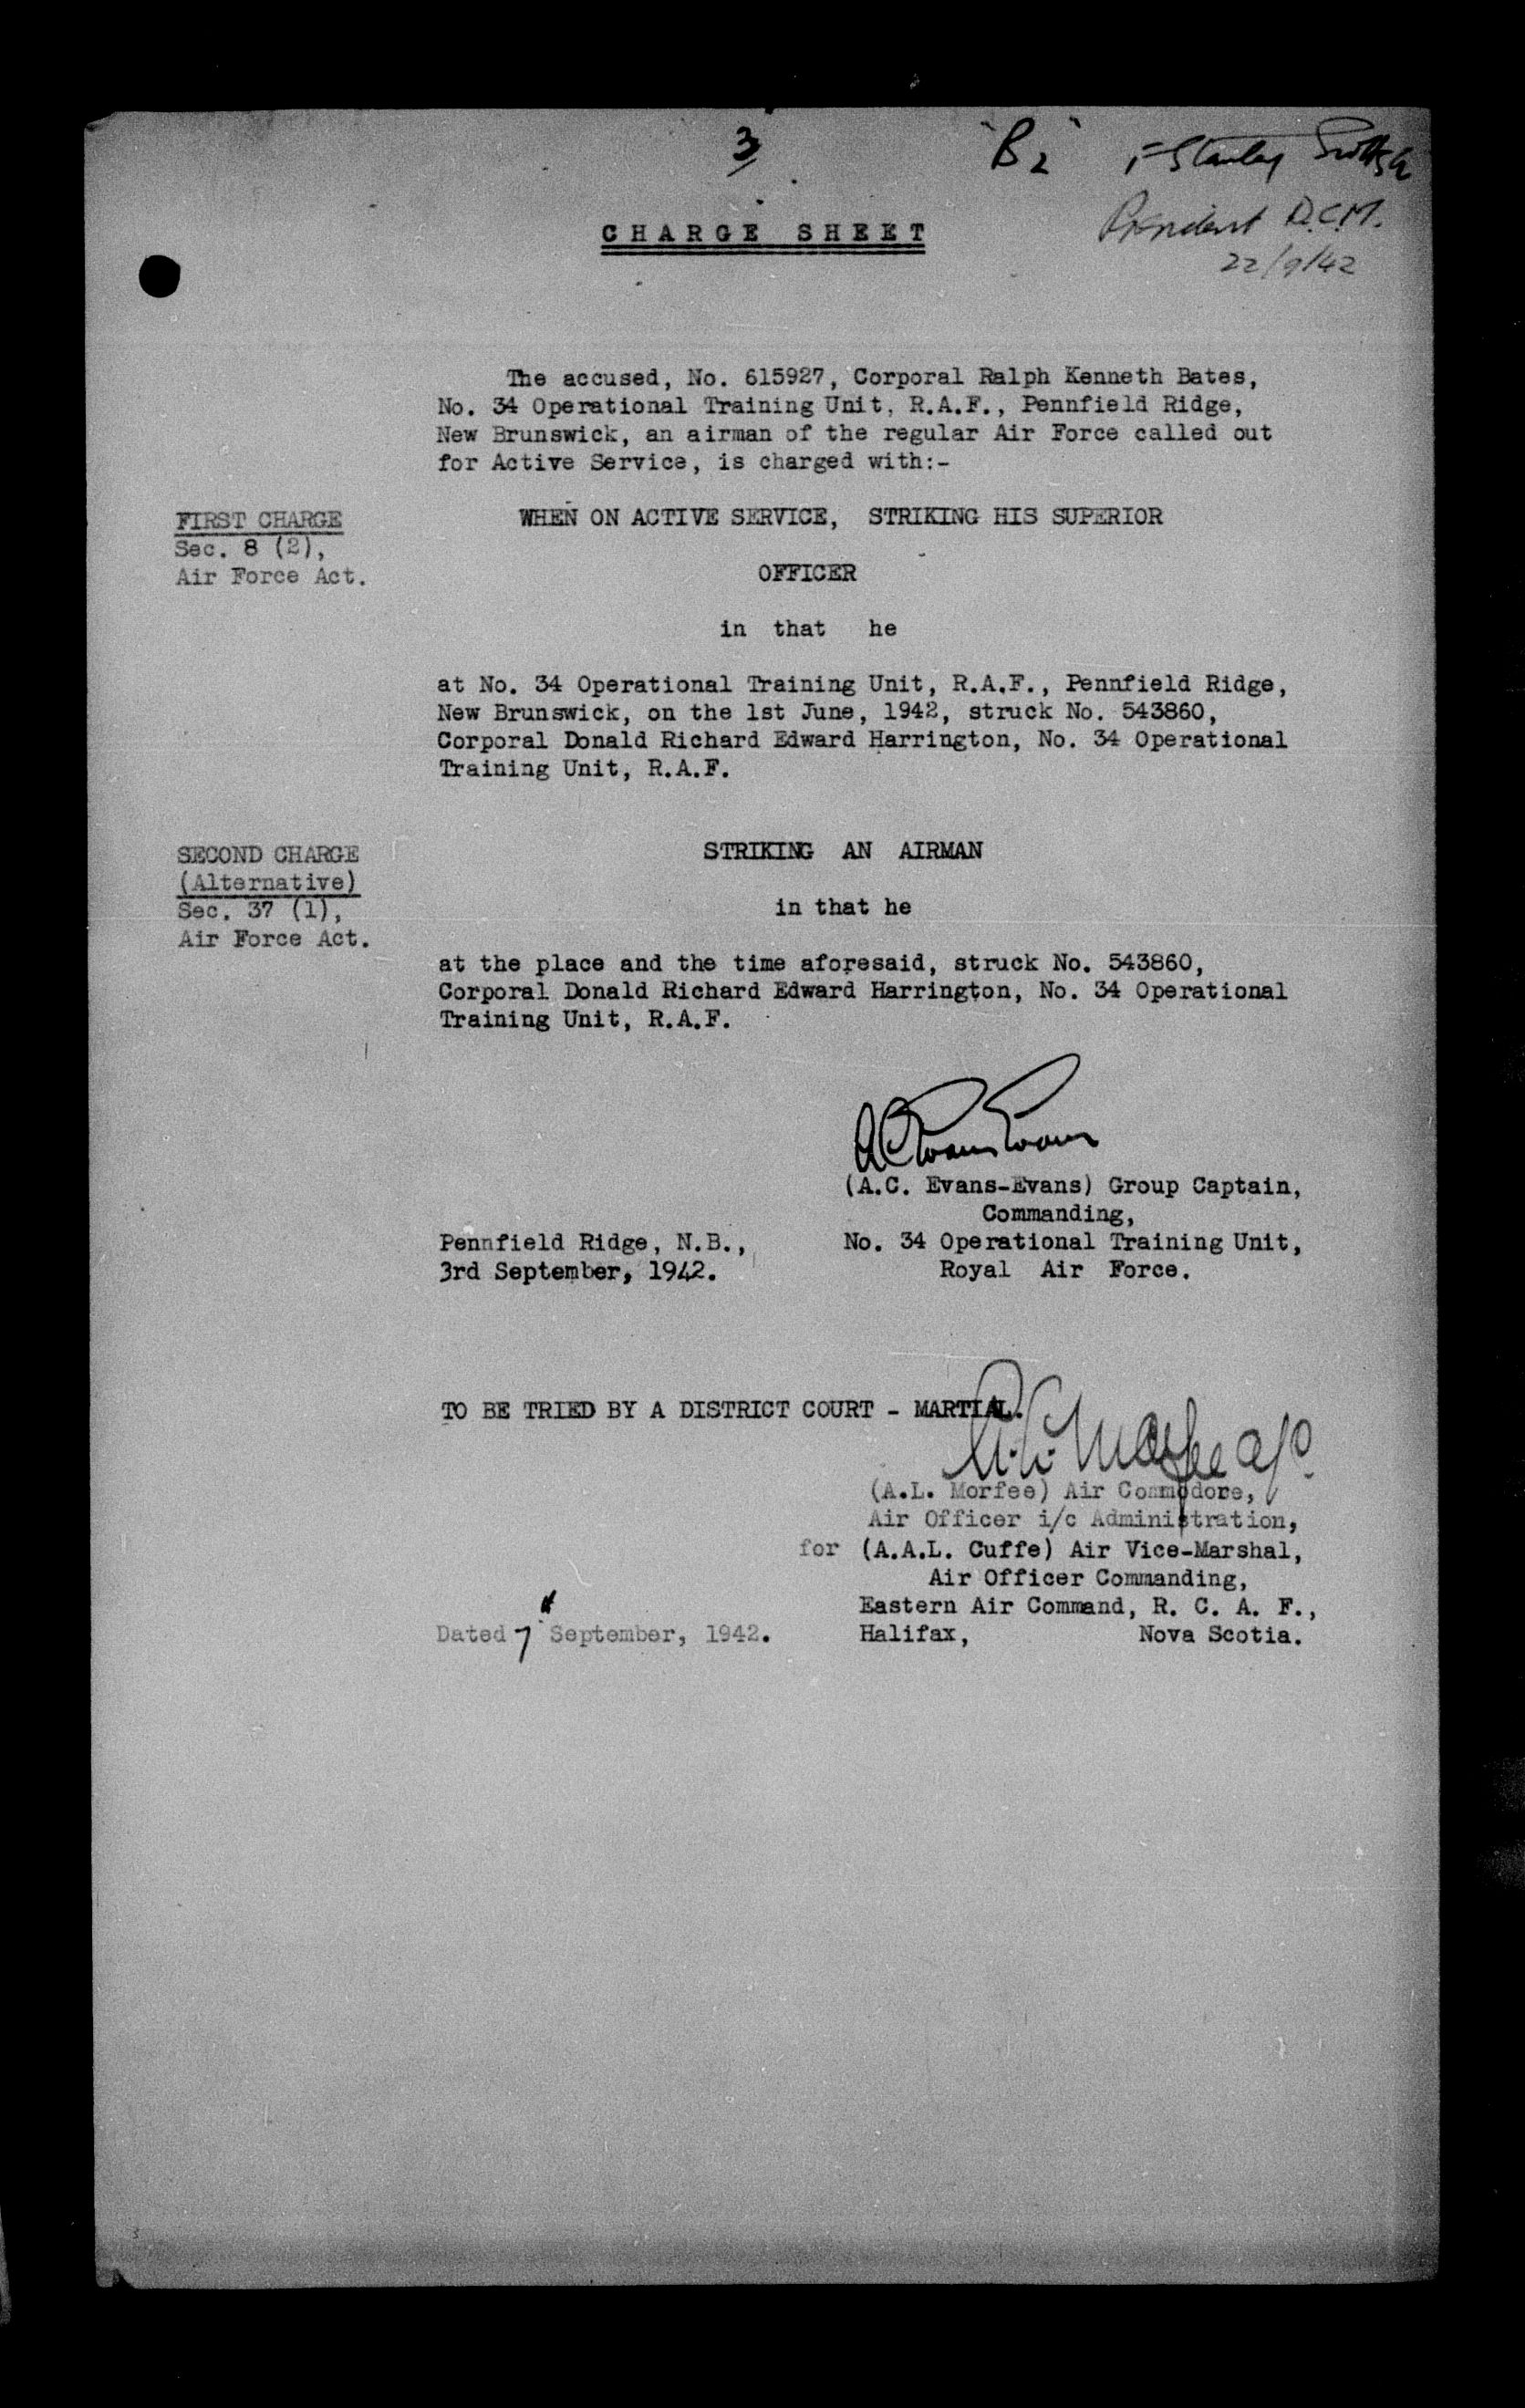 3
"B2" Stanley
President D.C.M.
22/9/42
CHARGE SHEET
The accused, No. 615927, Corporal Ralph Kenneth Bates,
No. 34 Operational Training Unit, R.A.F., Pennfield Ridge,
New Brunswick, an airman of the regular Air Force called out
for Active Service, is charged with:-
FIRST CHARGE
Sec. 8 (2),
Air Force Act.
WHEN ON ACTIVE SERVICE, STRIKING HIS SUPERIOR
OFFICER
in that he
at No. 34 Operational Training Unit, R.A.F., Pennfield Ridge,
New Brunswick, on the 1st June, 1942, struck No. 543860,
Corporal Donald Richard Edward Harrington, No. 34 Operational
Training Unit, R.A.F.
SECOND CHARGE
(Alternative)
Sec. 37 (1),
Air Force Act.
STRIKING AN AIRMAN
in that he
at the place and the time aforesaid, struck No. 543860,
Corporal Donald Richard Edward Harrington, No. 34 Operational
Training Unit, R.A.F.
(A.C. Evans-Evans) Group Captain,
Commanding,
No. 34 Operational Training Unit,
Royal Air Force.
Pennfield Ridge, N.B.,
3rd September, 1942.
TO BE TRIED BY A DISTRICT COURT - MARTIAL.
A.L. Morfee a/c
(A.L. Morfee) Air Commodore,
Air Officer i/c Administration,
for (A.A.L. Cuffe) Air Vice-Marshal,
Air Officer Commanding,
Eastern Air Command, R. C. A. F.,
Halifax, Nova Scotia.
Dated 7 September, 1942.